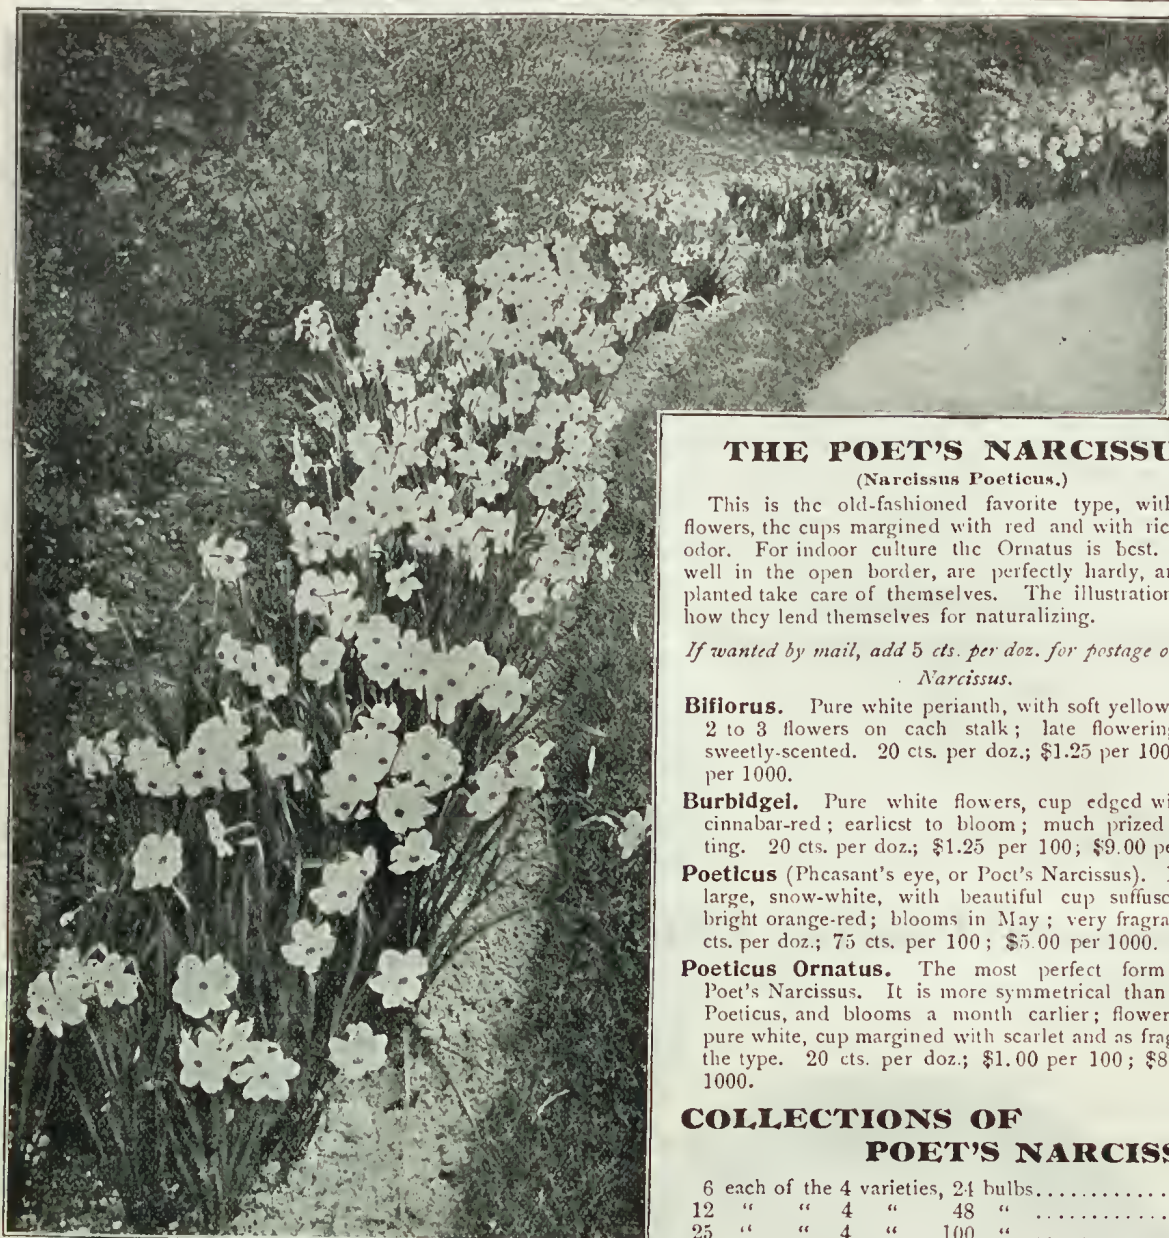 THE POET'S NARCISSU
(Narcissus Poeticus.)
This is the old-fashioned favorite type, with
flowers, the cups margined with red and with ric
odor. For indoor culture the Ornatus is best.
well in the open border, are perfectly hardy, an
planted take care of themselves. The illustration
how they lend themselves for naturalizing.
If wanted by mail, add 5 cts. per doz. for postage o
Narcissus.
Biflorus. Pure white perianth, with soft yellow
2 to 3 flowers on each stalk; late flowering
sweetly-scented. 20 cts. per doz.; $1.25 per 100
per 1000.
Burbidgei. Pure white flowers, cup edged wi
cinnabar-red; earliest to bloom; much prized
ting. 20 cts. per doz.; $1.25 per 100; $9.00 pe
Poeticus (Pheasant's eye, or Poet's Narcissus).
large, snow-white, with beautiful cup suffuse
bright orange-red; blooms in May; very fragra
cts. per doz.; 75 cts. per 100; $5.00 per 1000.
Poeticus Ornatus. The most perfect form
Poet's Narcissus. It is more symmetrical than
Poeticus, and blooms a month earlier; flower
pure white, cup margined with scarlet and as frag
the type. 20 cts. per doz.; $1.00 per 100; $8
1000.
COLLECTIONS OF
POET'S NARCISS
6 each of the 4 varieties, 24 bulbs............
12 " " 4 " 48 " ............
25 " " 4 " 100 " ............